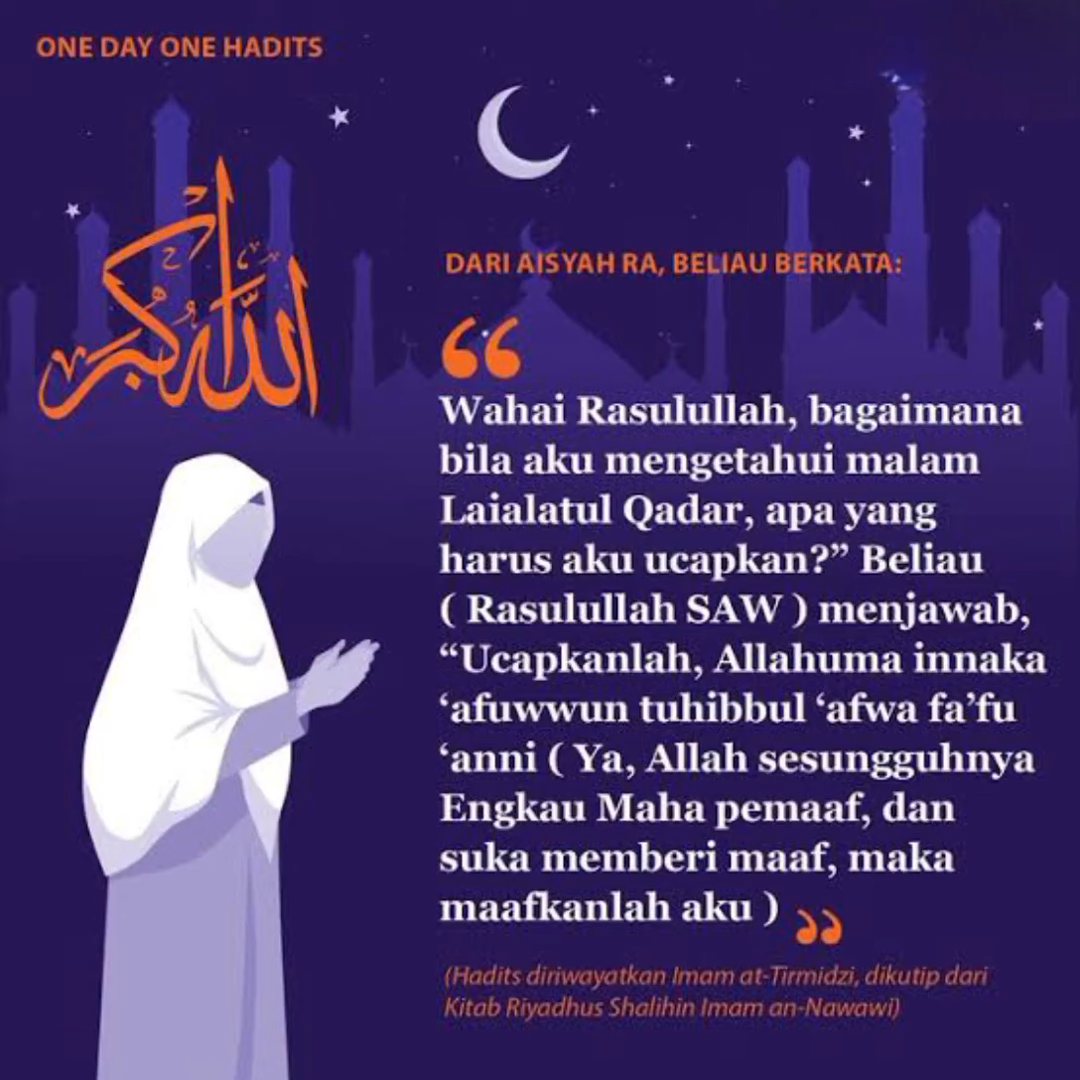 ONE DAY ONE HADITS
الله أكبر
DARI AISYAH RA, BELIAU BERKATA:
“
Wahai Rasulullah, bagaimana
bila aku mengetahui malam
Laialatul Qadar, apa yang
harus aku ucapkan?” Beliau
( Rasulullah SAW ) menjawab,
“Ucapkanlah, Allahuma innaka
‘afuwwun tuhibbul ‘afwa fa’fu
‘anni ( Ya, Allah sesungguhnya
Engkau Maha pemaaf, dan
suka memberi maaf, maka
maafkanlah aku ) ”
(Hadits diriwayatkan Imam at-Tirmidzi, dikutip dari
Kitab Riyadhus Shalihin Imam an-Nawawi)